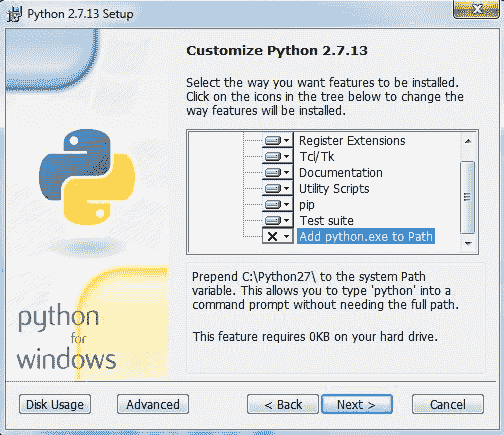 Python 2.7.13 Setup
Customize Python 2.7.13
Select the way you want features to be installed.
Click on the icons in the tree below to change the
way features will be installed.
Register Extensions
Tcl/Tk
Documentation
Utility Scripts
pip
Test suite
Add python.exe to Path
Prepend C:\Python27\ to the system Path
variable. This allows you to type 'python' into a
command prompt without needing the full path.
This feature requires 0KB on your hard drive.
python
for
windows
Disk Usage
Advanced
< Back
Next >
Cancel